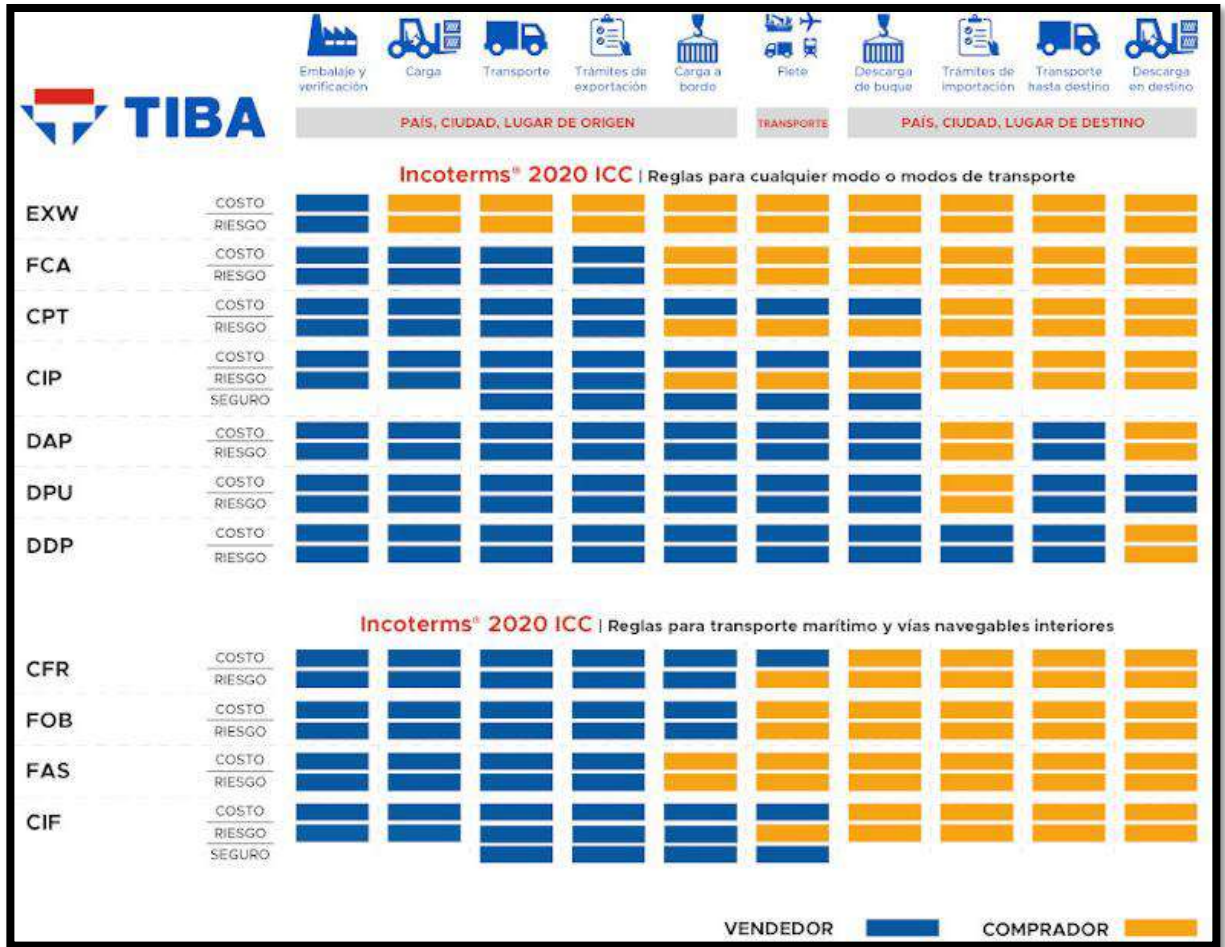 Embalaje y
verificación
Carga
Transporte
Trámites de
exportación
Carga a
bordo
Flete
Descarga
de buque
Trámites de
importación
Transporte
hasta destino
Descarga
en destino
TIBA
PAÍS, CIUDAD, LUGAR DE ORIGEN
TRANSPORTE
PAÍS, CIUDAD, LUGAR DE DESTINO
Incoterms® 2020 ICC | Reglas para cualquier modo o modos de transporte
EXW
COSTO
RIESGO
FCA
COSTO
RIESGO
CPT
COSTO
RIESGO
CIP
COSTO
RIESGO
SEGURO
DAP
COSTO
RIESGO
DPU
COSTO
RIESGO
DDP
COSTO
RIESGO
Incoterms® 2020 ICC | Reglas para transporte marítimo y vías navegables interiores
CFR
COSTO
RIESGO
FOB
COSTO
RIESGO
FAS
COSTO
RIESGO
CIF
COSTO
RIESGO
SEGURO
VENDEDOR
COMPRADOR